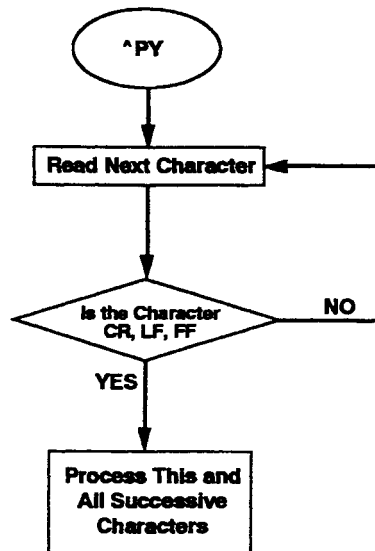 ^PY
Read Next Character
Is the Character
CR, LF, FF
NO
YES
Process This and
All Successive
Characters